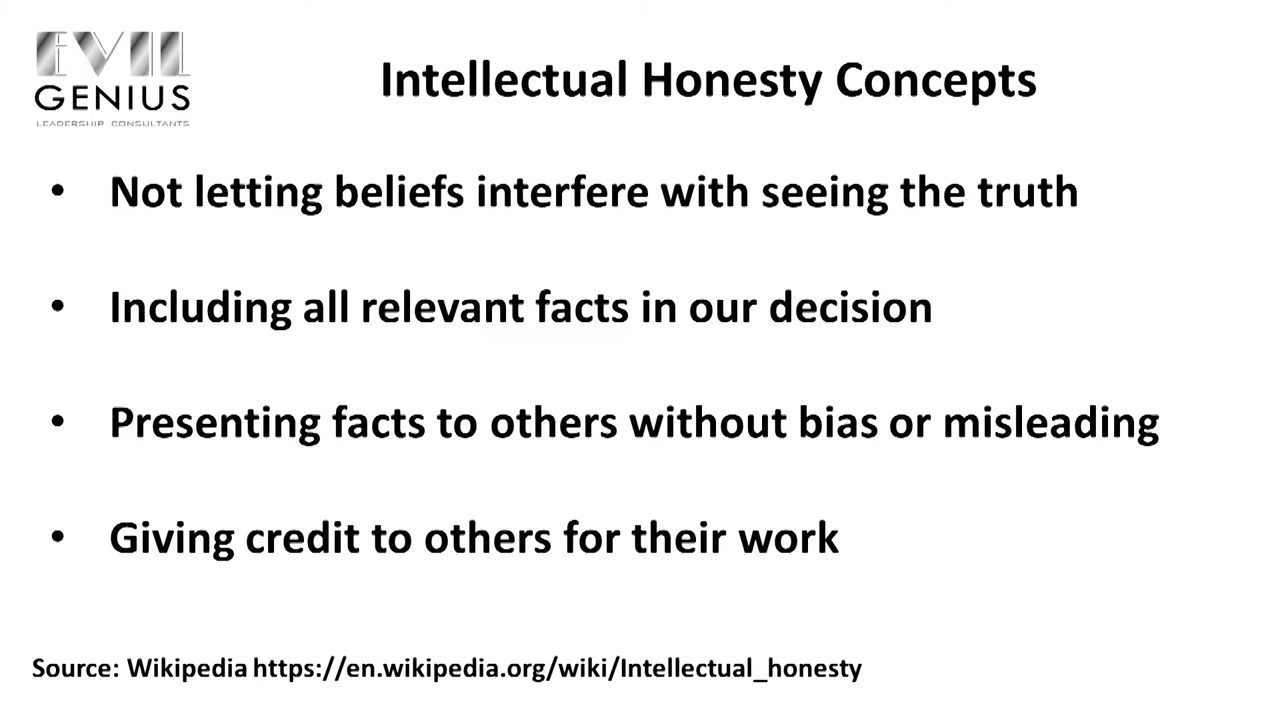 EVIL
GENIUS
LEADERSHIP CONSULTANTS
Intellectual Honesty Concepts
• Not letting beliefs interfere with seeing the truth
• Including all relevant facts in our decision
• Presenting facts to others without bias or misleading
• Giving credit to others for their work
Source: Wikipedia https://en.wikipedia.org/wiki/Intellectual_honesty